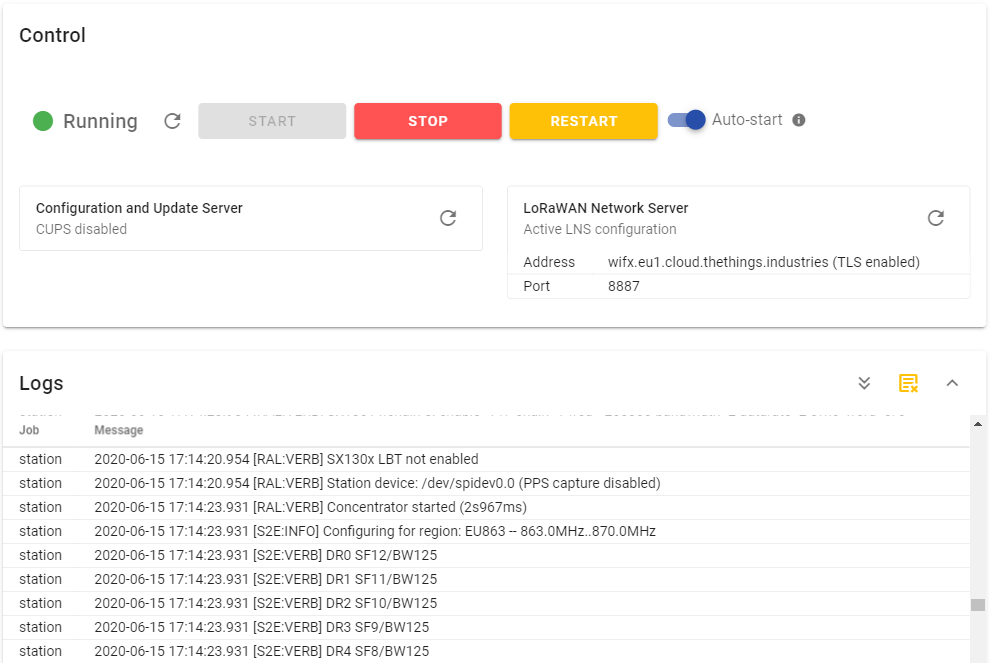 Control
Running START STOP RESTART Auto-start
Configuration and Update Server
CUPS disabled
LoRaWAN Network Server
Active LNS configuration
Address wifx.eu1.cloud.thethings.industries (TLS enabled)
Port 8887
Logs
Job Message
station 2020-06-15 17:14:20.954 [RAL:VERB] SX130x LBT not enabled
station 2020-06-15 17:14:20.954 [RAL:VERB] Station device: /dev/spidev0.0 (PPS capture disabled)
station 2020-06-15 17:14:23.931 [RAL:VERB] Concentrator started (2s967ms)
station 2020-06-15 17:14:23.931 [S2E:INFO] Configuring for region: EU863 -- 863.0MHz..870.0MHz
station 2020-06-15 17:14:23.931 [S2E:VERB] DR0 SF12/BW125
station 2020-06-15 17:14:23.931 [S2E:VERB] DR1 SF11/BW125
station 2020-06-15 17:14:23.931 [S2E:VERB] DR2 SF10/BW125
station 2020-06-15 17:14:23.931 [S2E:VERB] DR3 SF9/BW125
station 2020-06-15 17:14:23.931 [S2E:VERB] DR4 SF8/BW125